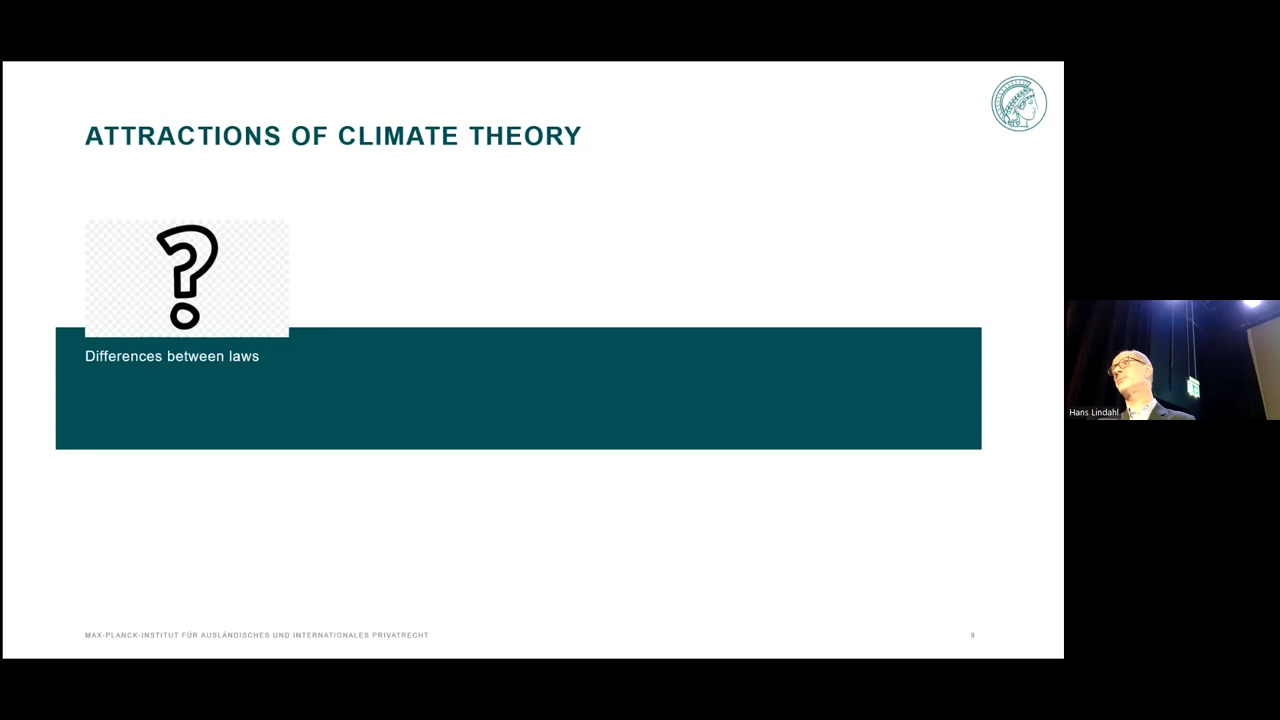 ATTRACTIONS OF CLIMATE THEORY
?
Differences between laws
Hans Lindahl
MAX-PLANCK-INSTITUT FÜR AUSLÄNDISCHES UND INTERNATIONALES PRIVATRECHT
9